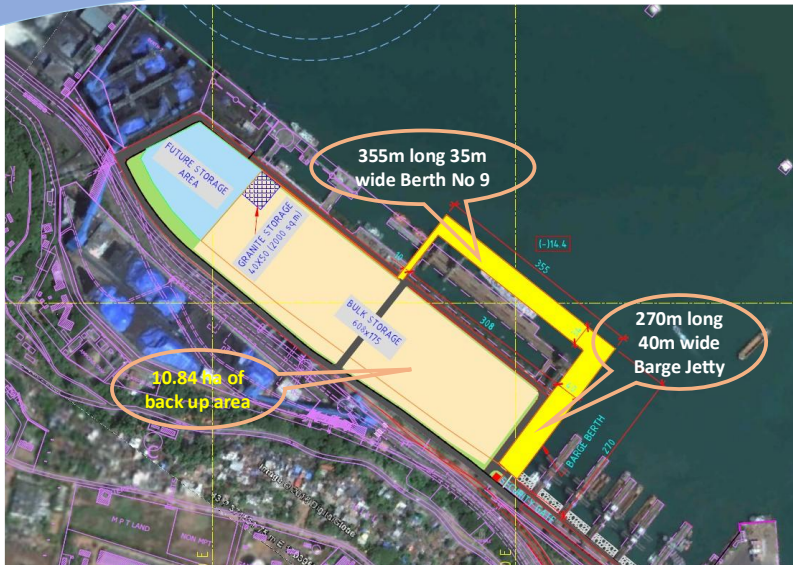 355m long 35m
wide Berth No 9
FUTURE STORAGE
AREA
GRANITE STORAGE
40X50 (2000 sq.m)
(-)14.4
355
308
BULK STORAGE
608x175
270m long
40m wide
Barge Jetty
10.84 ha of
back up area
BARGE BERTH
270
M P T LAND
NON MPT